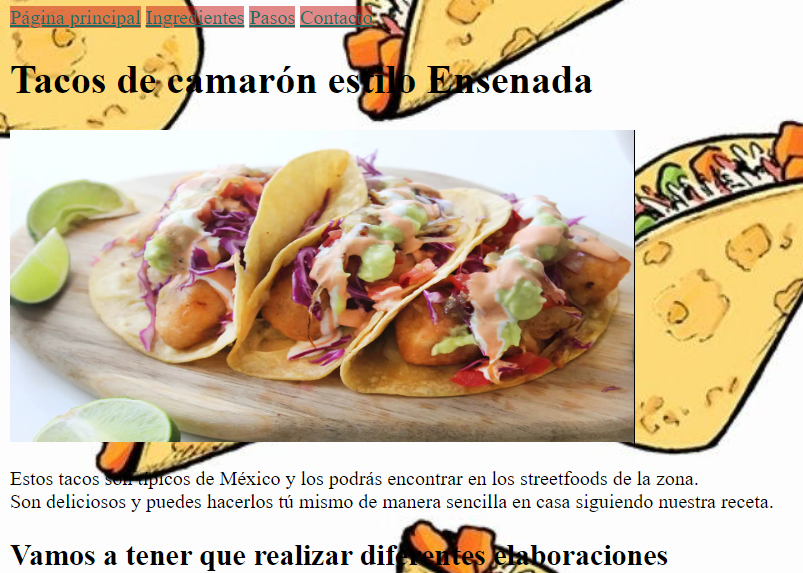 Página principal Ingredientes Pasos Contacto
Tacos de camarón estilo Ensenada
Estos tacos son típicos de México y los podrás encontrar en los streetfoods de la zona.
Son deliciosos y puedes hacerlos tú mismo de manera sencilla en casa siguiendo nuestra receta.
Vamos a tener que realizar diferentes elaboraciones